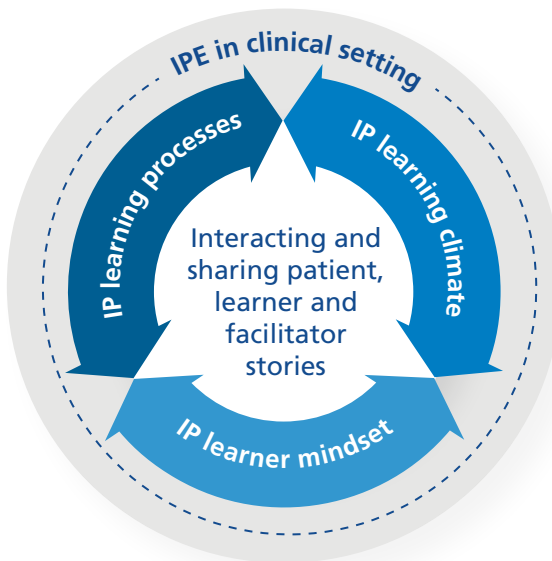 IPE in clinical setting
IP learning processes
IP learning climate
Interacting and
sharing patient,
learner and
facilitator
stories
IP learner mindset